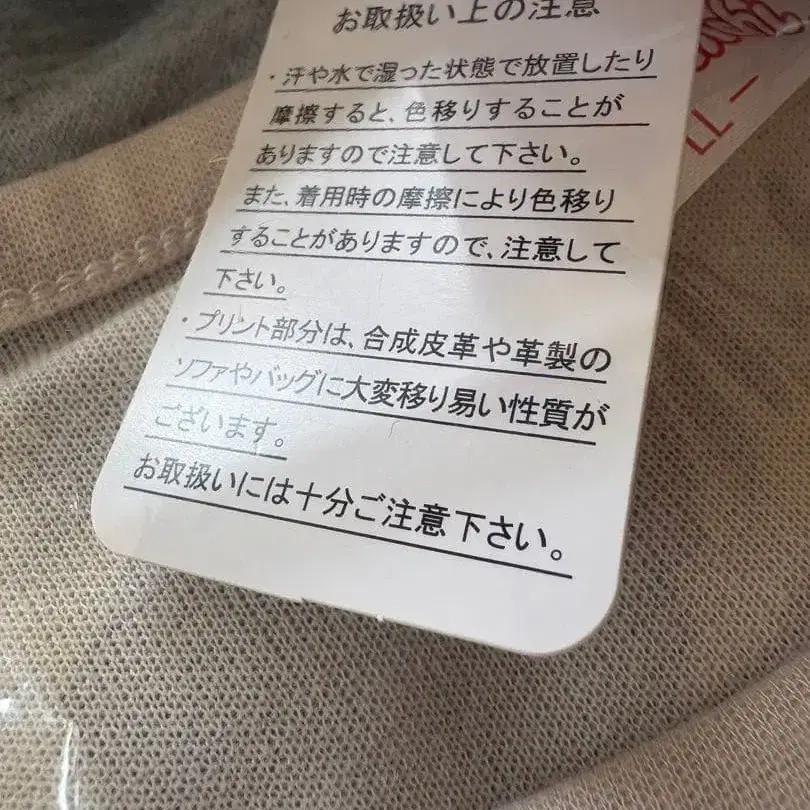 お取扱い上の注意
・汗や水で湿った状態で放置したり
摩擦すると、色移りすることが
ありますので注意して下さい。
また、着用時の摩擦により色移り
することがありますので、注意して
下さい。
・プリント部分は、合成皮革や革製の
ソファやバッグに大変移り易い性質が
ございます。
お取扱いには十分ご注意下さい。
LL